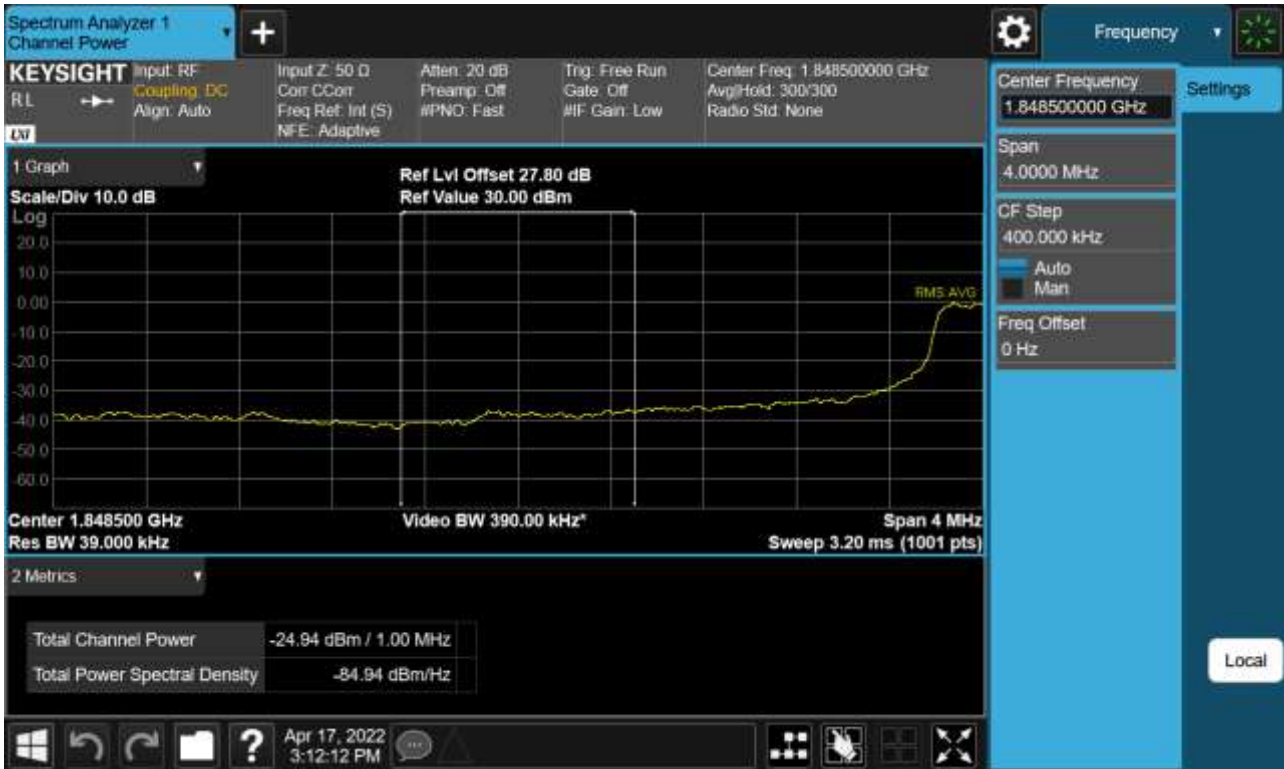 Spectrum Analyzer 1
Channel Power
+
Frequency
KEYSIGHT
RL
LXI
Input: RF
Coupling: DC
Align: Auto
Input Z: 50 Ω
Corr CCorr
Freq Ref: Int (S)
NFE: Adaptive
Atten: 20 dB
Preamp: Off
#PNO: Fast
Trig: Free Run
Gate: Off
#IF Gain: Low
Center Freq: 1.848500000 GHz
Avg|Hold: 300/300
Radio Std: None
Center Frequency
1.848500000 GHz
Settings
Span
4.0000 MHz
CF Step
400.000 kHz
Auto
Man
Freq Offset
0 Hz
1 Graph
Scale/Div 10.0 dB
Ref Lvl Offset 27.80 dB
Ref Value 30.00 dBm
Log
20.0
10.0
0.00
-10.0
-20.0
-30.0
-40.0
-50.0
-60.0
RMS AVG
Center 1.848500 GHz
Video BW 390.00 kHz*
Span 4 MHz
Res BW 39.000 kHz
Sweep 3.20 ms (1001 pts)
2 Metrics
Total Channel Power
-24.94 dBm / 1.00 MHz
Total Power Spectral Density
-84.94 dBm/Hz
Local
?
Apr 17, 2022
3:12:12 PM